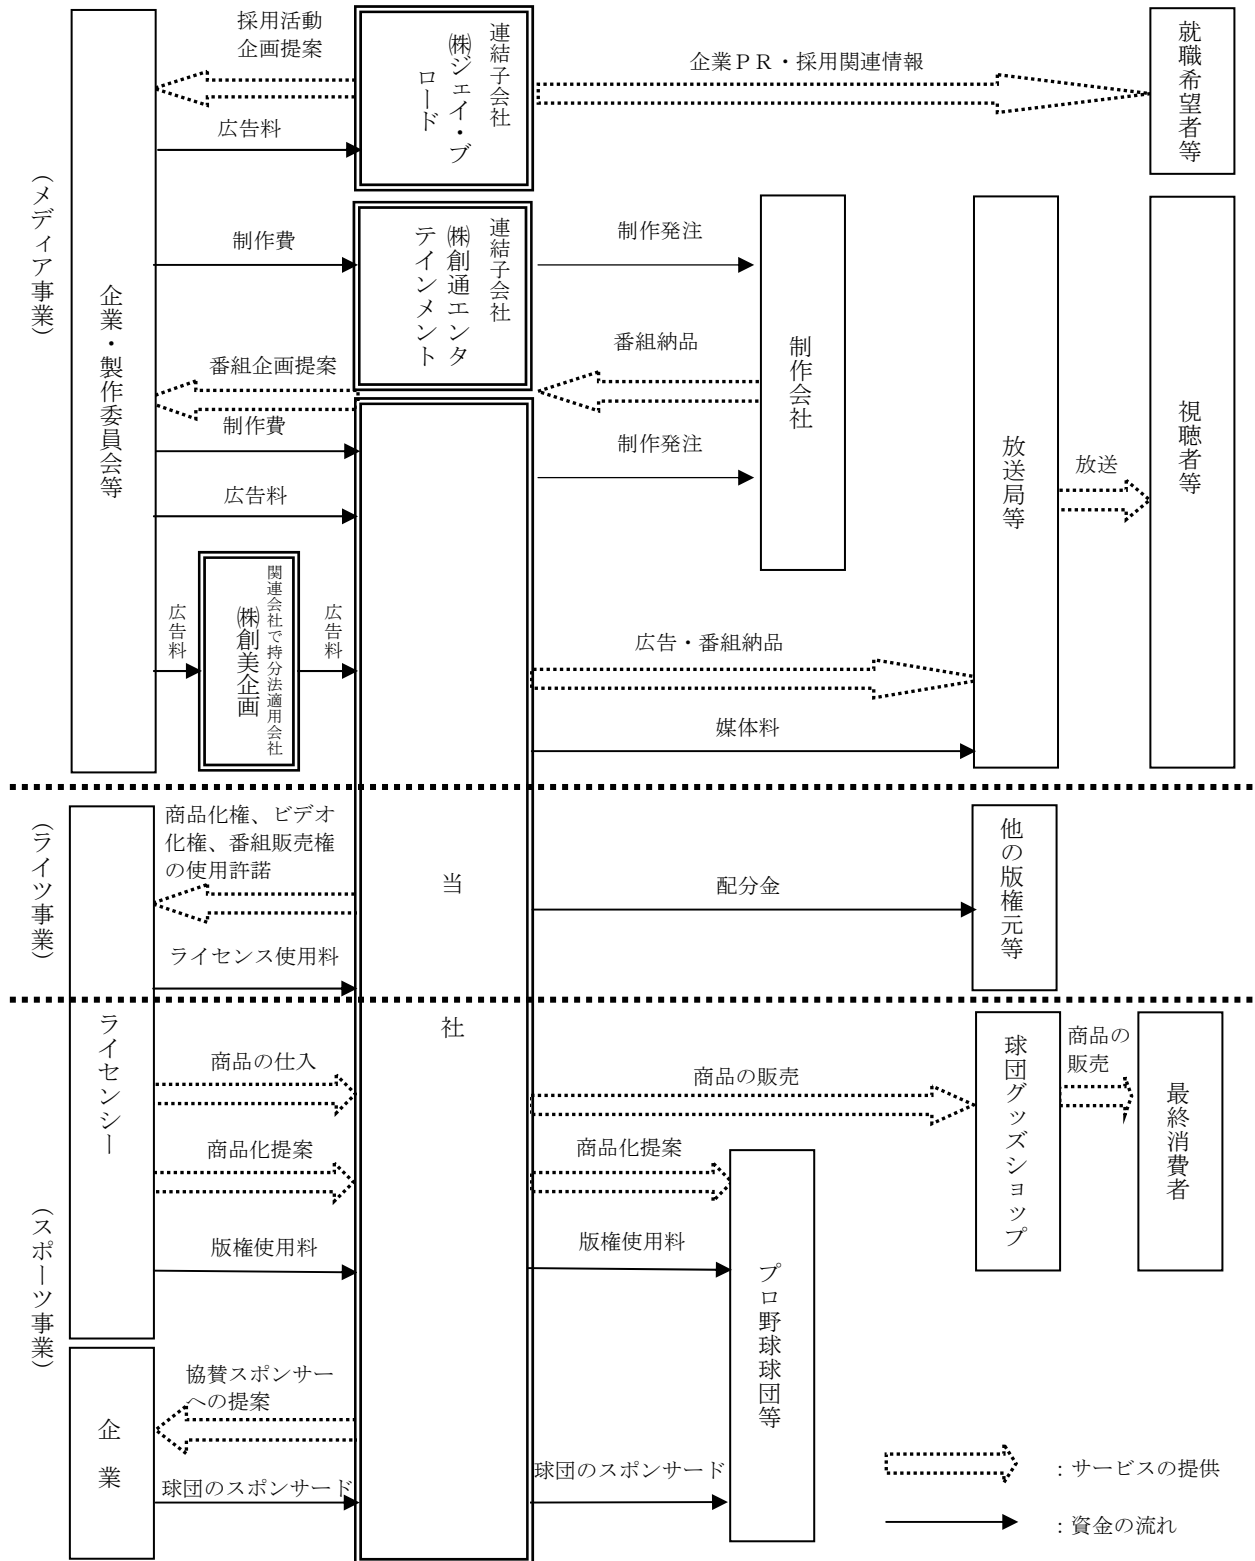 採用活動
企画提案
連結子会社
㈱ジェイ・ブ
ロード
企業ＰＲ・採用関連情報
就職希望者等
広告料
(メディア事業)
企業・製作委員会等
制作費
連結子会社
㈱創通エンタ
テインメント
制作発注
番組納品
制作会社
番組企画提案
制作費
制作発注
広告料
放送局等
放送
視聴者等
広告料
関連会社で持分法適用会社
㈱創美企画
広告料
広告・番組納品
媒体料
(ライツ事業)
商品化権、ビデオ
化権、番組販売権
の使用許諾
当
社
配分金
他の版権元等
ライセンス使用料
ライセンシー
(スポーツ事業)
商品の仕入
商品の販売
球団グッズショップ
商品の
販売
最終消費者
商品化提案
商品化提案
版権使用料
版権使用料
プロ野球球団等
企
業
協賛スポンサー
への提案
球団のスポンサード
球団のスポンサード
：サービスの提供
：資金の流れ